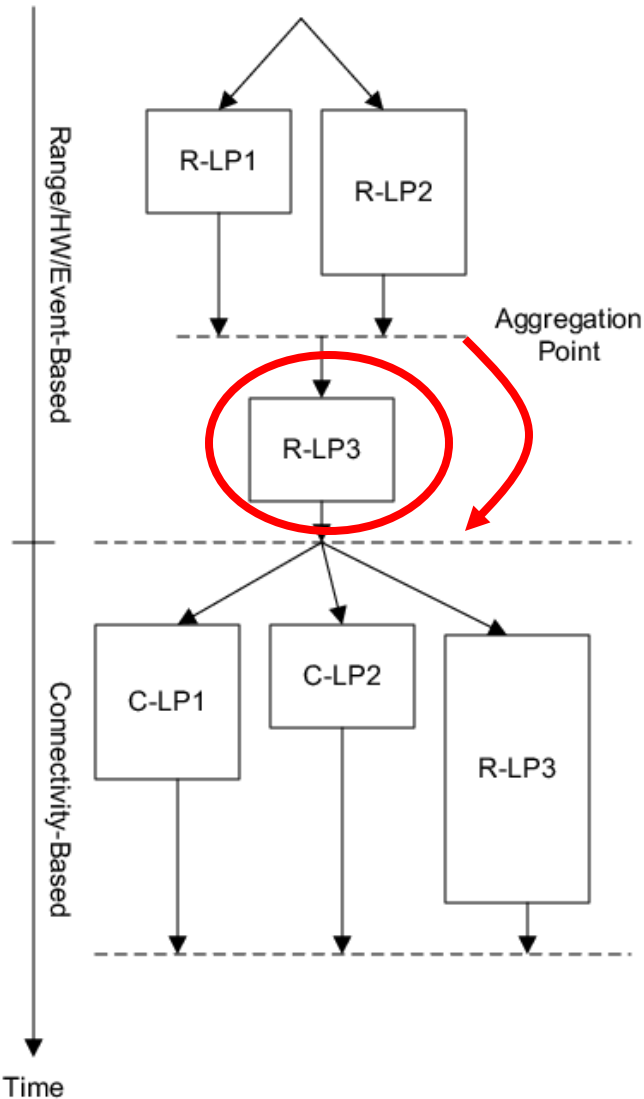 R-LP1
R-LP2
Range/HW/Event-Based
Aggregation
Point
R-LP3
C-LP1
C-LP2
R-LP3
Connectivity-Based
Time